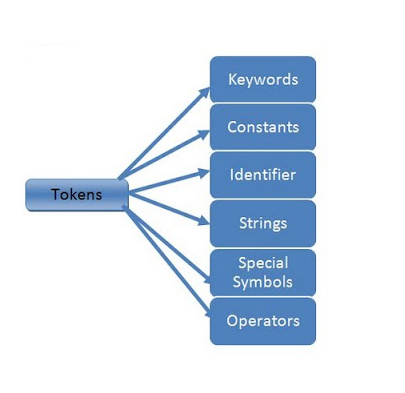 Keywords
Constants
Identifier
Tokens
Strings
Special
Symbols
Operators